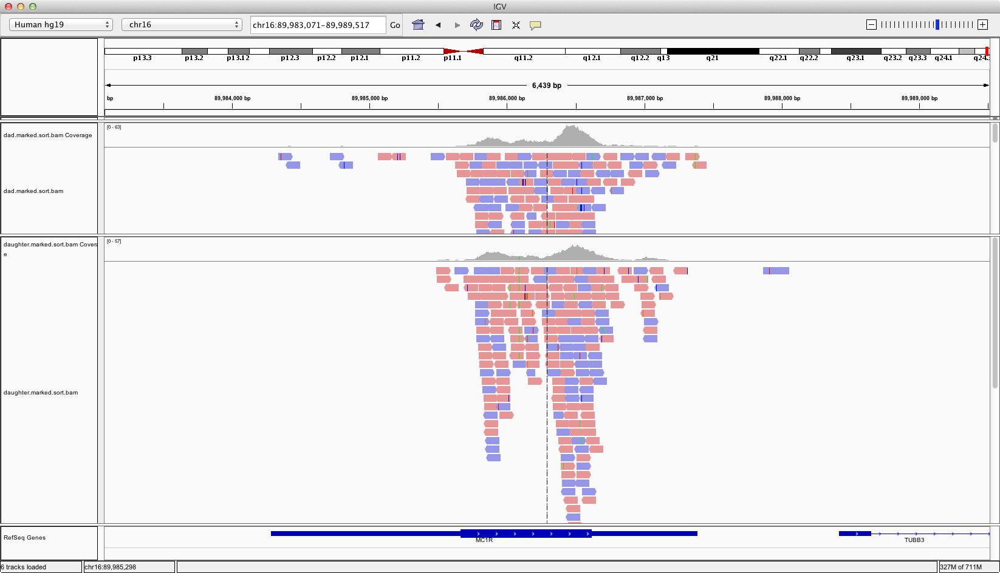 IGV
Human hg19 chr16 chr16:89,983,071-89,989,517 Go
p13.3 p13.2 p13.12 p12.3 p12.2 p12.1 p11.2 p11.1 q11.2 q12.1 q12.2 q13 q21 q22.1 q22.2 q23.1 q23.2 q23.3 q24.1
6,439 bp
bp 89,984,000 bp 89,985,000 bp 89,986,000 bp 89,987,000 bp 89,988,000 bp 89,989,000 bp
[0 - 63]
dad.marked.sort.bam Coverage
dad.marked.sort.bam
[0 - 57]
daughter.marked.sort.bam Covera
e
daughter.marked.sort.bam
RefSeq Genes
MC1R TUBB3
6 tracks loaded chr16:89,985,298 327M of 711M